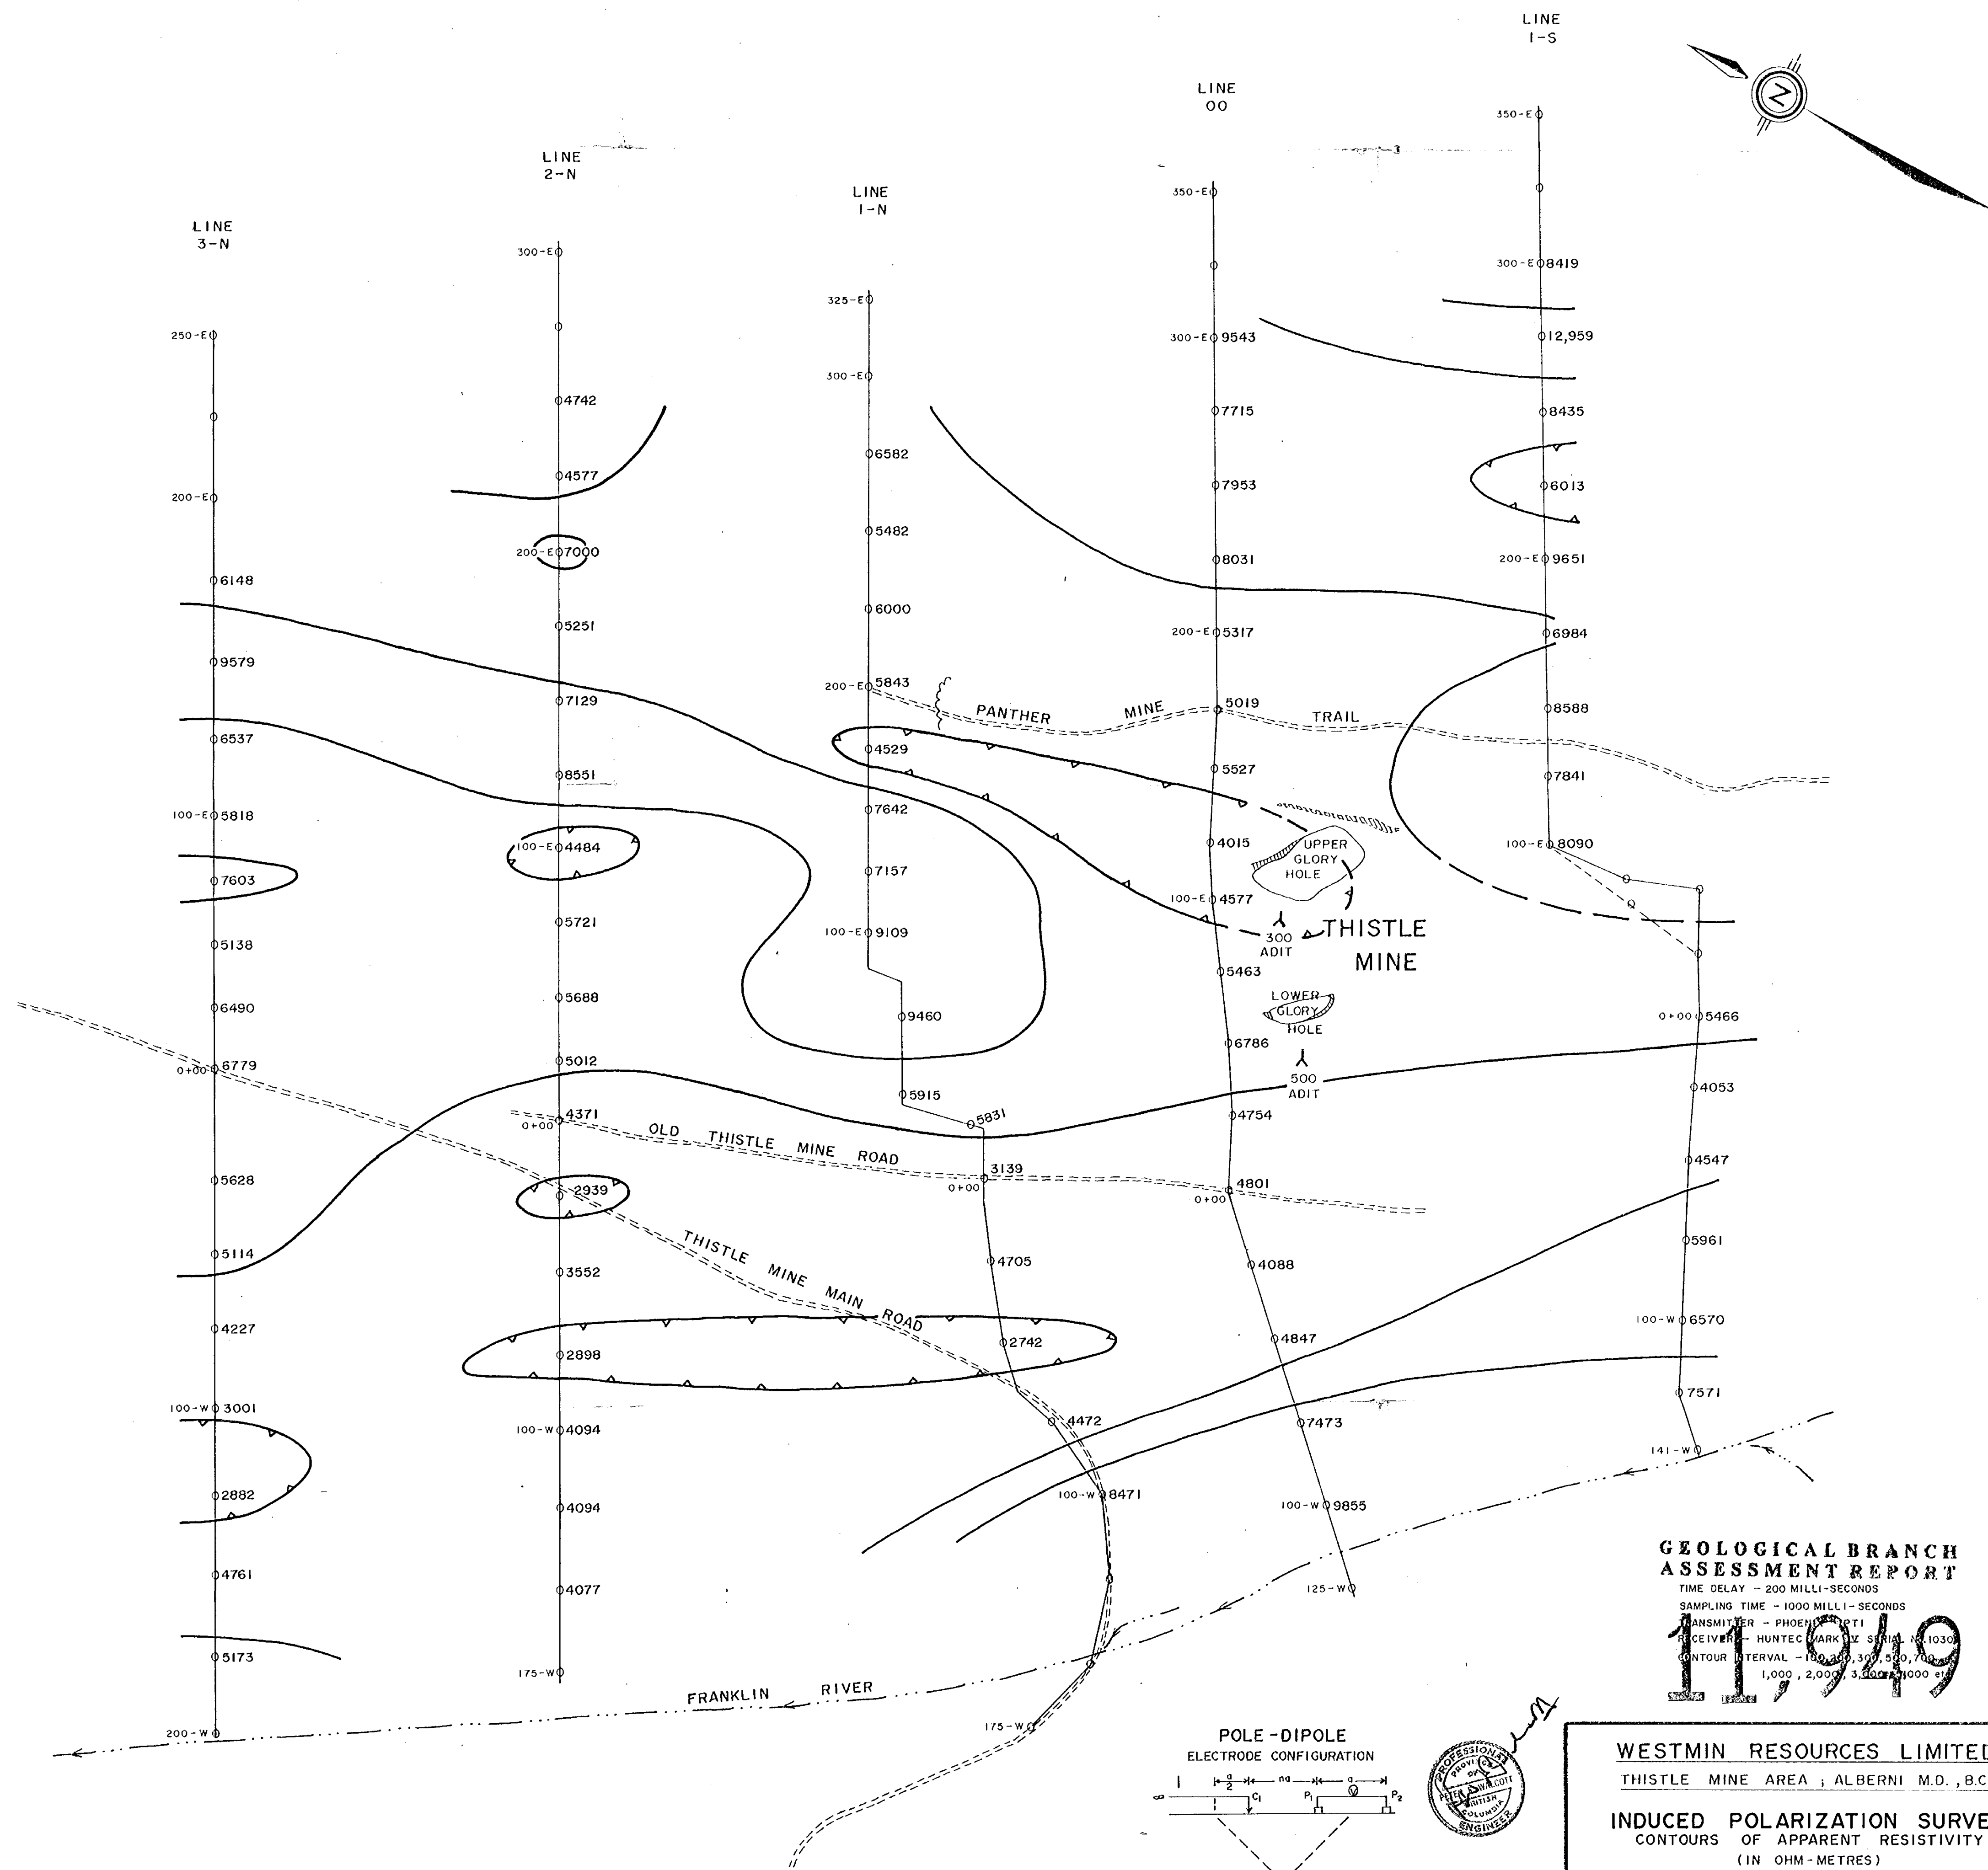 LINE
1-S
LINE
00
LINE
2-N
LINE
1-N
LINE
3-N
N
350-E
300-E 8419
12,959
8435
6013
200-E 9651
6984
8588
7841
100-E 8090
0+00 5466
4053
4547
5961
100-W 6570
7571
141-W
350-E
300-E 9543
7715
7953
8031
200-E 5317
5019
5527
4015
100-E 4577
5463
6786
4754
4801
0+00
4088
4847
7473
100-W 9855
125-W
325-E
300-E
6582
5482
6000
200-E 5843
4529
7642
7157
100-E 9109
9460
5915
5831
3139
0+00
4705
2742
4472
100-W 8471
175-W
300-E
4742
4577
200-E 7000
5251
7129
8551
100-E 4484
5721
5688
5012
4371
0+00
2939
3552
2898
100-W 4094
4094
4077
175-W
250-E
200-E
6148
9579
6537
100-E 5818
7603
5138
6490
0+00 6779
5628
5114
4227
100-W 3001
2882
4761
5173
200-W
PANTHER MINE TRAIL
UPPER
GLORY
HOLE
300
ADIT
THISTLE
MINE
LOWER
GLORY
HOLE
500
ADIT
OLD THISTLE MINE ROAD
THISTLE MINE MAIN ROAD
FRANKLIN RIVER
GEOLOGICAL BRANCH
ASSESSMENT REPORT
TIME DELAY - 200 MILLI-SECONDS
SAMPLING TIME - 1000 MILLI-SECONDS
11,949
POLE-DIPOLE
ELECTRODE CONFIGURATION
a/2 na a
∞ C1 P1 V P2
PROFESSIONAL
PROVINCE
OF
WALCOTT
BRITISH
COLUMBIA
ENGINEER
WESTMIN RESOURCES LIMITED
THISTLE MINE AREA ; ALBERNI M.D., B.C.
INDUCED POLARIZATION SURVE
CONTOURS OF APPARENT RESISTIVITY
(IN OHM-METRES)